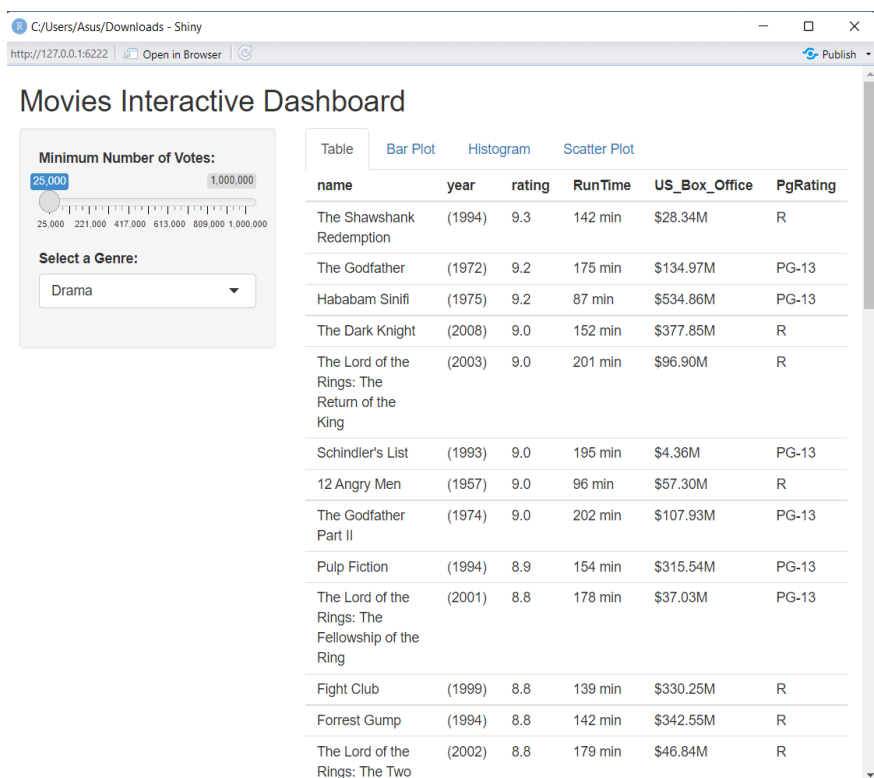 C:/Users/Asus/Downloads - Shiny
http://127.0.0.1:6222 Open in Browser Publish
Movies Interactive Dashboard
Minimum Number of Votes:
25,000 1,000,000
25,000 221,000 417,000 613,000 809,000 1,000,000
Select a Genre:
Drama
Table Bar Plot Histogram Scatter Plot
name year rating RunTime US_Box_Office PgRating
The Shawshank (1994) 9.3 142 min $28.34M R
Redemption
The Godfather (1972) 9.2 175 min $134.97M PG-13
Hababam Sinifi (1975) 9.2 87 min $534.86M PG-13
The Dark Knight (2008) 9.0 152 min $377.85M R
The Lord of the (2003) 9.0 201 min $96.90M R
Rings: The
Return of the
King
Schindler's List (1993) 9.0 195 min $4.36M PG-13
12 Angry Men (1957) 9.0 96 min $57.30M R
The Godfather (1974) 9.0 202 min $107.93M PG-13
Part II
Pulp Fiction (1994) 8.9 154 min $315.54M PG-13
The Lord of the (2001) 8.8 178 min $37.03M PG-13
Rings: The
Fellowship of the
Ring
Fight Club (1999) 8.8 139 min $330.25M R
Forrest Gump (1994) 8.8 142 min $342.55M R
The Lord of the (2002) 8.8 179 min $46.84M R
Rings: The Two